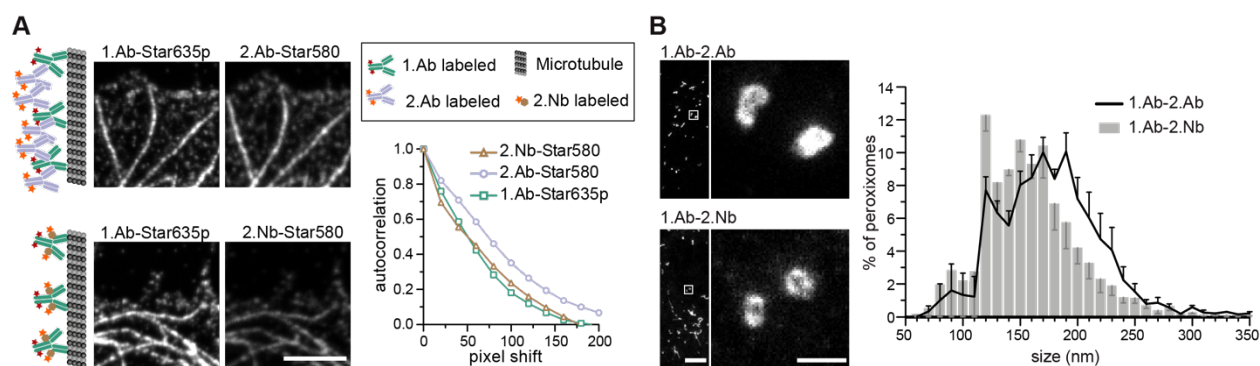 A
1.Ab-Star635p
2.Ab-Star580
1.Ab labeled
Microtubule
2.Ab labeled
2.Nb labeled
1.Ab-Star635p
2.Nb-Star580
2.Nb-Star580
2.Ab-Star580
1.Ab-Star635p
autocorrelation
1.0
0.8
0.6
0.4
0.2
0.0
0
50
100
150
200
pixel shift
B
1.Ab-2.Ab
1.Ab-2.Nb
1.Ab-2.Ab
1.Ab-2.Nb
% of peroxixomes
14
12
10
8
6
4
2
0
50
100
150
200
250
300
350
size (nm)